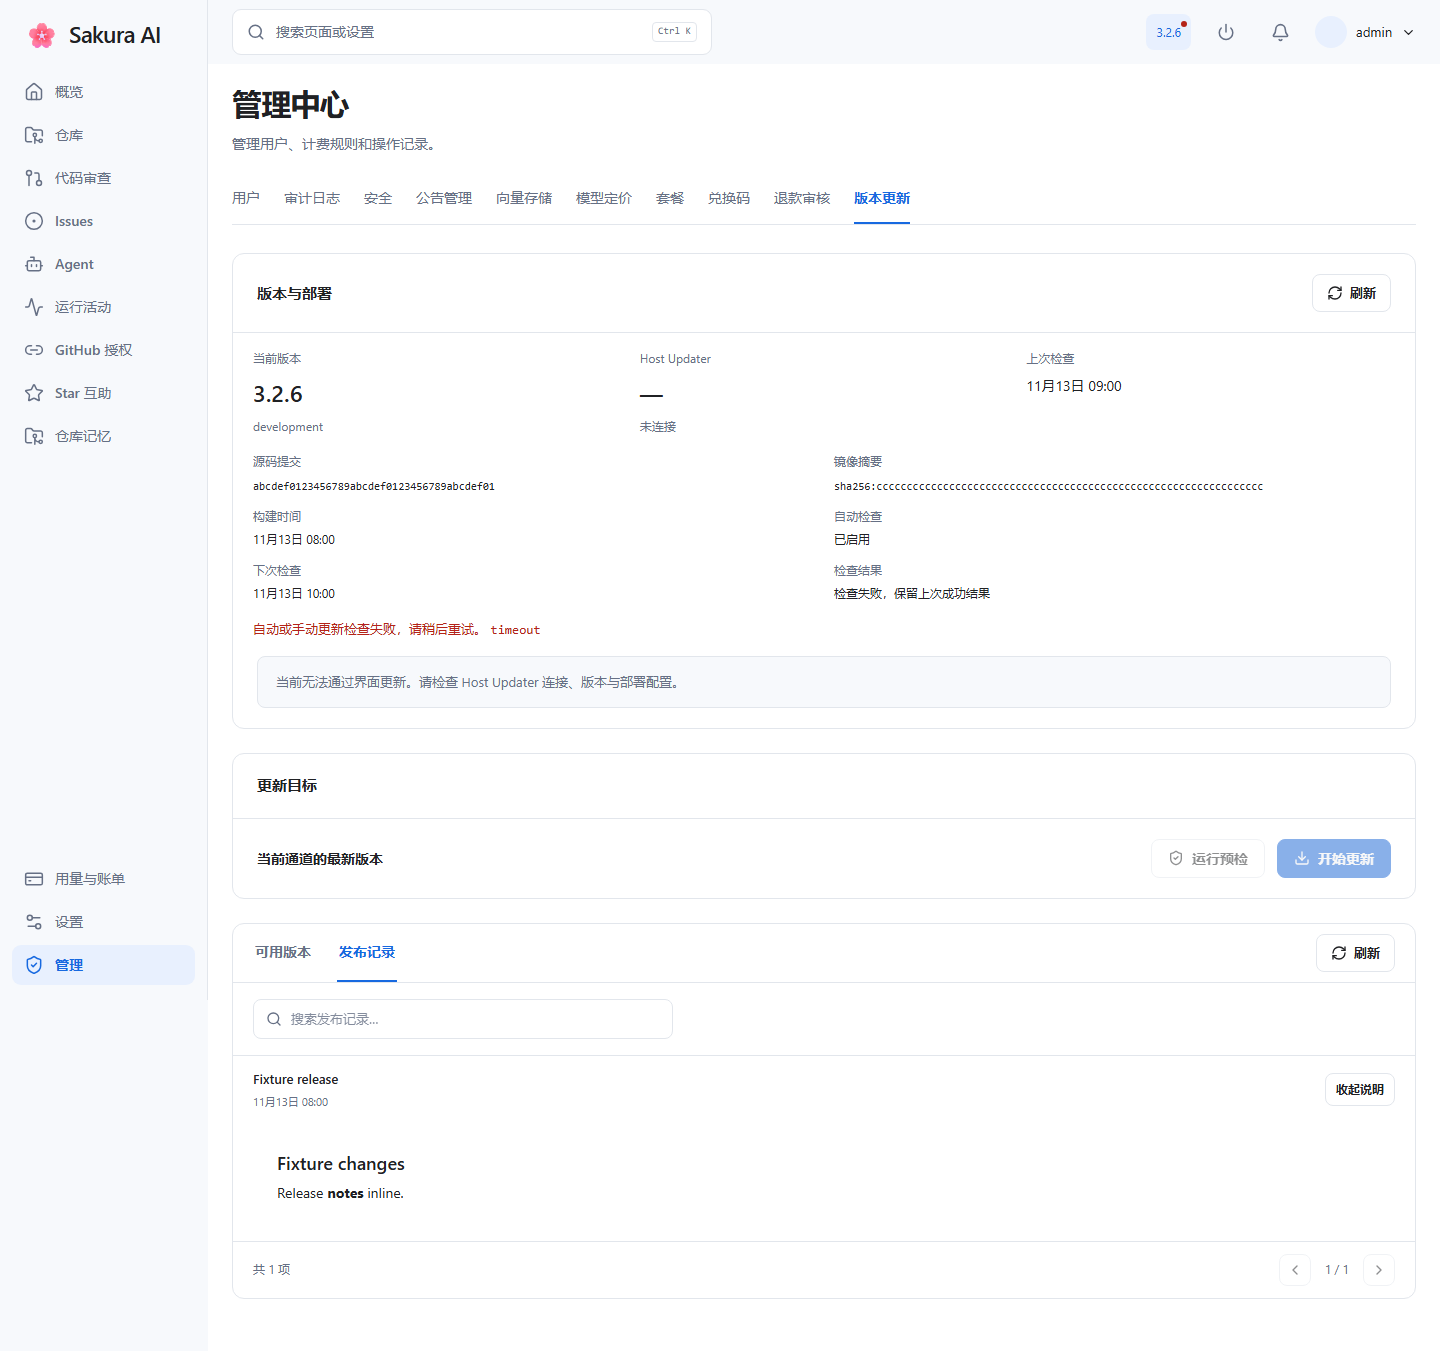 Sakura AI
搜索页面或设置
Ctrl K
3.2.6
admin
概览
仓库
代码审查
Issues
Agent
运行活动
GitHub 授权
Star 互助
仓库记忆
用量与账单
设置
管理
管理中心
管理用户、计费规则和操作记录。
用户
审计日志
安全
公告管理
向量存储
模型定价
套餐
兑换码
退款审核
版本更新
版本与部署
刷新
当前版本
3.2.6
development
Host Updater
—
未连接
上次检查
11月13日 09:00
源码提交
abcdef0123456789abcdef0123456789abcdef01
镜像摘要
sha256:cccccccccccccccccccccccccccccccccccccccccccccccccccccccccccccccc
构建时间
11月13日 08:00
自动检查
已启用
下次检查
11月13日 10:00
检查结果
检查失败，保留上次成功结果
自动或手动更新检查失败，请稍后重试。 timeout
当前无法通过界面更新。请检查 Host Updater 连接、版本与部署配置。
更新目标
当前通道的最新版本
运行预检
开始更新
可用版本
发布记录
刷新
搜索发布记录...
Fixture release
11月13日 08:00
收起说明
Fixture changes
Release notes inline.
共 1 项
1 / 1